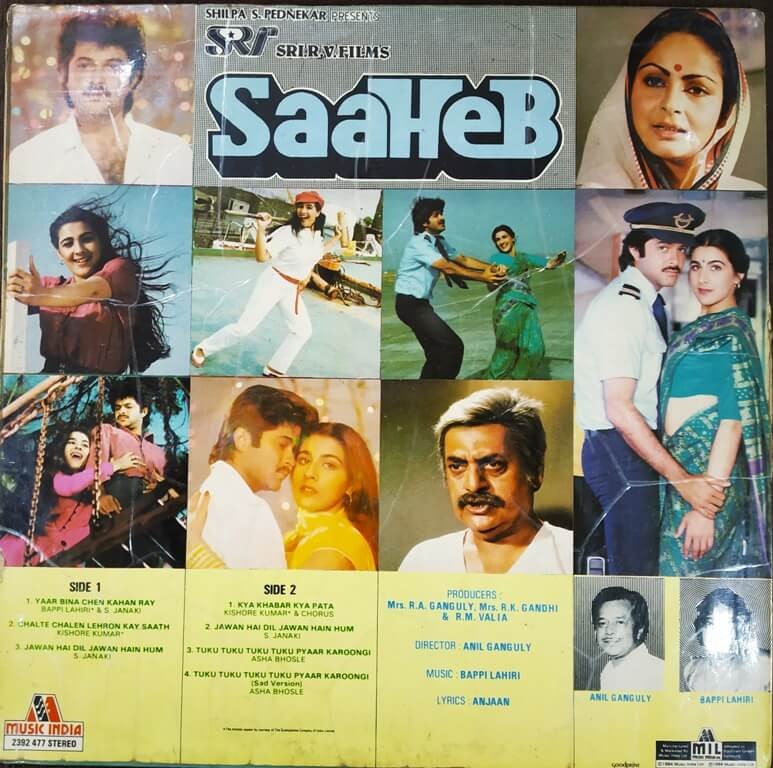 SHILPA S. PEDNEKAR PRESENTS
SRI
SRI.R.V.FILMS
SaaHeB
SIDE 1
1. YAAR BINA CHEN KAHAN RAY
BAPPI LAHIRI* & S. JANAKI
2. CHALTE CHALEN LEHRON KAY SAATH
KISHORE KUMAR*
3. JAWAN HAI DIL JAWAN HAIN HUM
S. JANAKI
SIDE 2
1. KYA KHABAR KYA PATA
KISHORE KUMAR* & CHORUS
2. JAWAN HAI DIL JAWAN HAIN HUM
S. JANAKI
3. TUKU TUKU TUKU TUKU PYAAR KAROONGI
ASHA BHOSLE
4. TUKU TUKU TUKU TUKU PYAAR KAROONGI
(Sad Version)
ASHA BHOSLE
PRODUCERS :
Mrs. R.A. GANGULY, Mrs. R.K. GANDHI
& R.M. VALIA
DIRECTOR : ANIL GANGULY
MUSIC : BAPPI LAHIRI
LYRICS : ANJAAN
ANIL GANGULY
BAPPI LAHIRI
MUSIC INDIA
2392 477 STEREO
MIL
goodprint